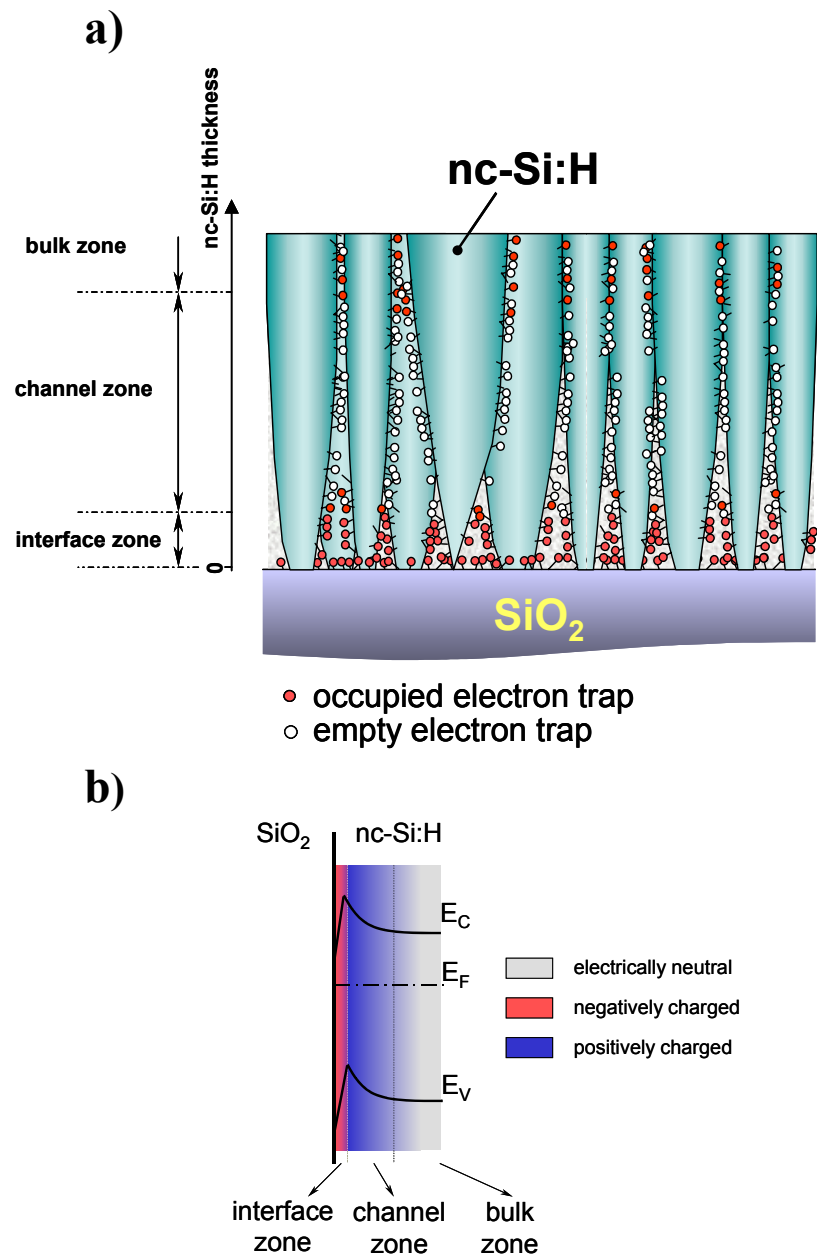 a)
nc-Si:H thickness
nc-Si:H
bulk zone
channel zone
interface zone
0
SiO2
occupied electron trap
empty electron trap
b)
SiO2 nc-Si:H
EC
EF
EV
electrically neutral
negatively charged
positively charged
interface zone
channel zone
bulk zone